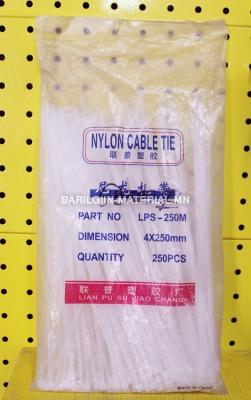 NYLON CABLE TIE
联普塑胶
尼龙扎带
BARILGIIN-MATERIAL.MN
PART NO LPS-250M
DIMENSION 4X250mm
QUANTITY 250PCS
联普塑胶厂
LIAN PU SU JIAO CHANG
MADE IN CHINA